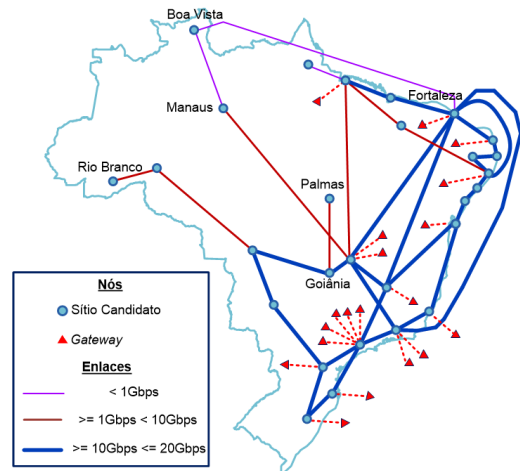 Boa Vista
Fortaleza
Manaus
Rio Branco
Palmas
Goiânia
Nós
Sítio Candidato
Gateway
Enlaces
< 1Gbps
>= 1Gbps < 10Gbps
>= 10Gbps <= 20Gbps